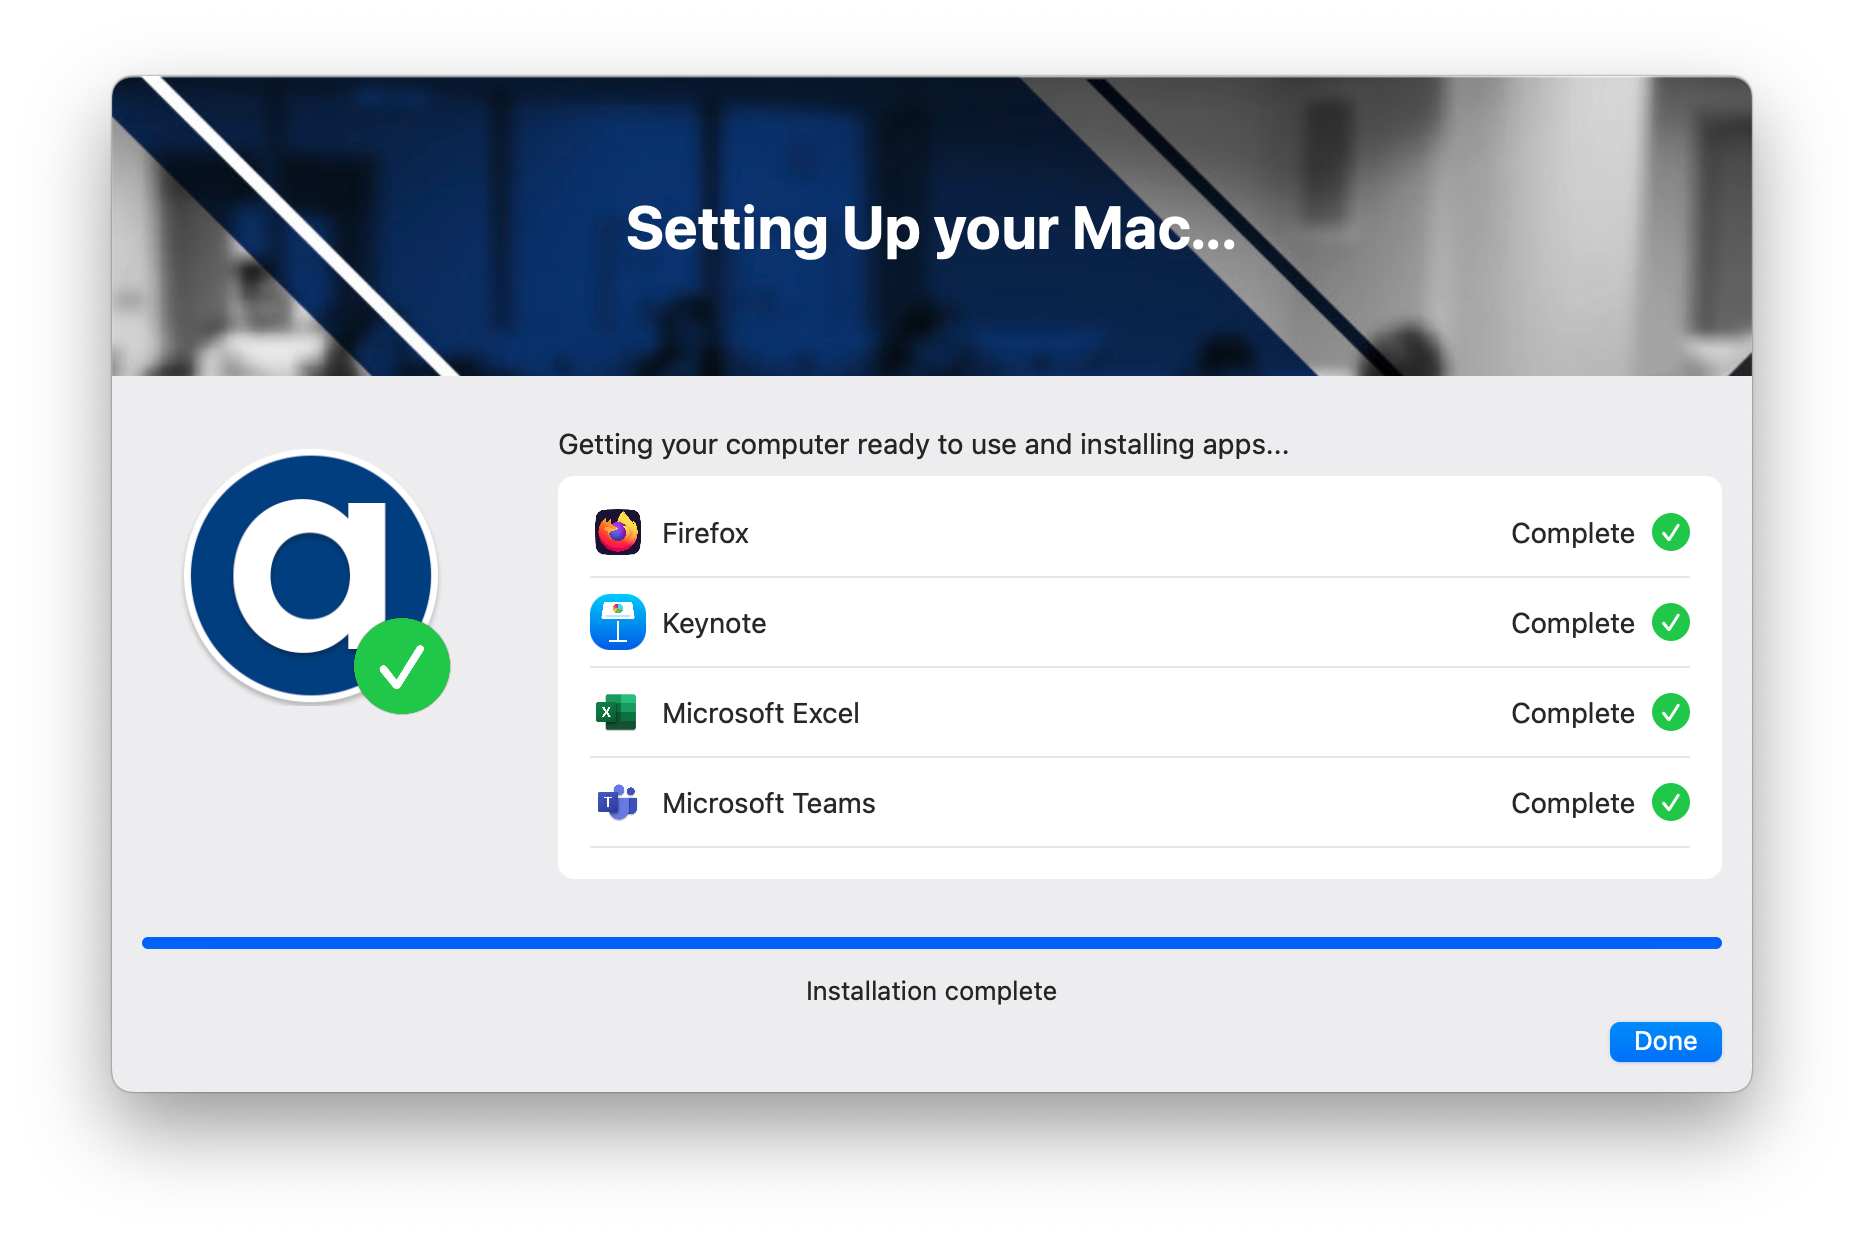 Setting Up your Mac...
a
Getting your computer ready to use and installing apps...
Firefox Complete
Keynote Complete
X Microsoft Excel Complete
T Microsoft Teams Complete
Installation complete
Done